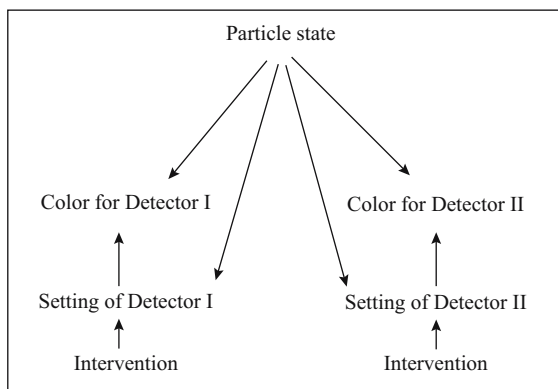 Particle state
Color for Detector I
Color for Detector II
Setting of Detector I
Setting of Detector II
Intervention
Intervention